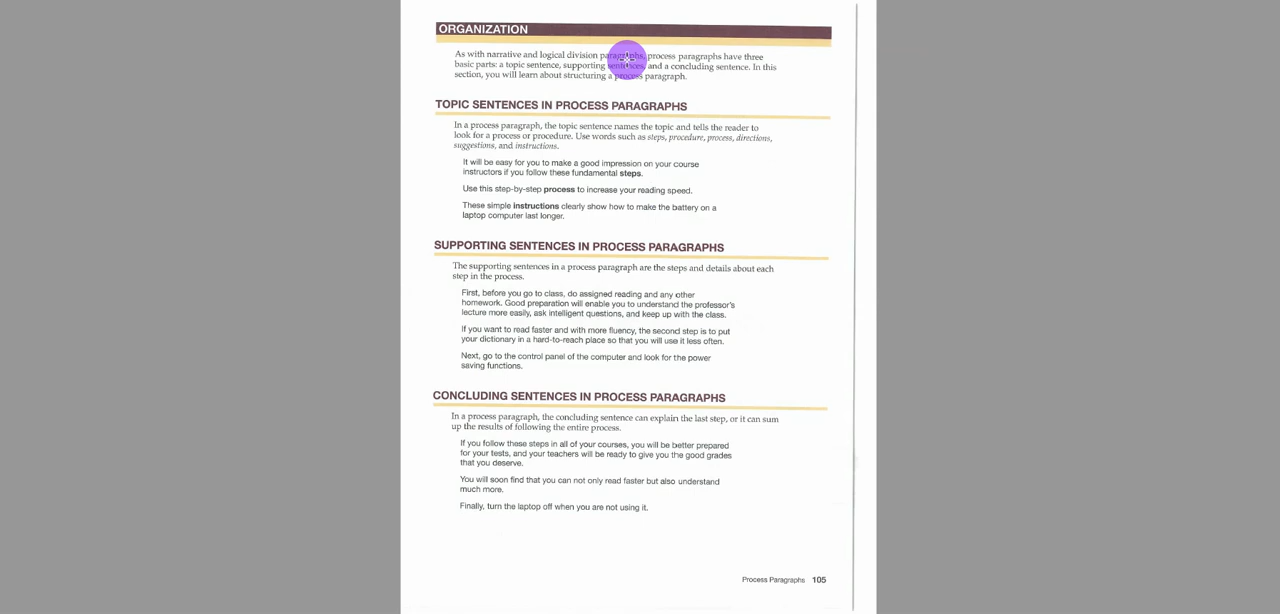 ORGANIZATION
As with narrative and logical division paragraphs, process paragraphs have three
basic parts: a topic sentence, supporting sentences, and a concluding sentence. In this
section, you will learn about structuring a process paragraph.
TOPIC SENTENCES IN PROCESS PARAGRAPHS
In a process paragraph, the topic sentence names the topic and tells the reader to
look for a process or procedure. Use words such as steps, procedure, process, directions,
suggestions, and instructions.
It will be easy for you to make a good impression on your course
instructors if you follow these fundamental steps.
Use this step-by-step process to increase your reading speed.
These simple instructions clearly show how to make the battery on a
laptop computer last longer.
SUPPORTING SENTENCES IN PROCESS PARAGRAPHS
The supporting sentences in a process paragraph are the steps and details about each
step in the process.
First, before you go to class, do assigned reading and any other
homework. Good preparation will enable you to understand the professor's
lecture more easily, ask intelligent questions, and keep up with the class.
If you want to read faster and with more fluency, the second step is to put
your dictionary in a hard-to-reach place so that you will use it less often.
Next, go to the control panel of the computer and look for the power
saving functions.
CONCLUDING SENTENCES IN PROCESS PARAGRAPHS
In a process paragraph, the concluding sentence can explain the last step, or it can sum
up the results of following the entire process.
If you follow these steps in all of your courses, you will be better prepared
for your tests, and your teachers will be ready to give you the good grades
that you deserve.
You will soon find that you can not only read faster but also understand
much more.
Finally, turn the laptop off when you are not using it.
Process Paragraphs 105